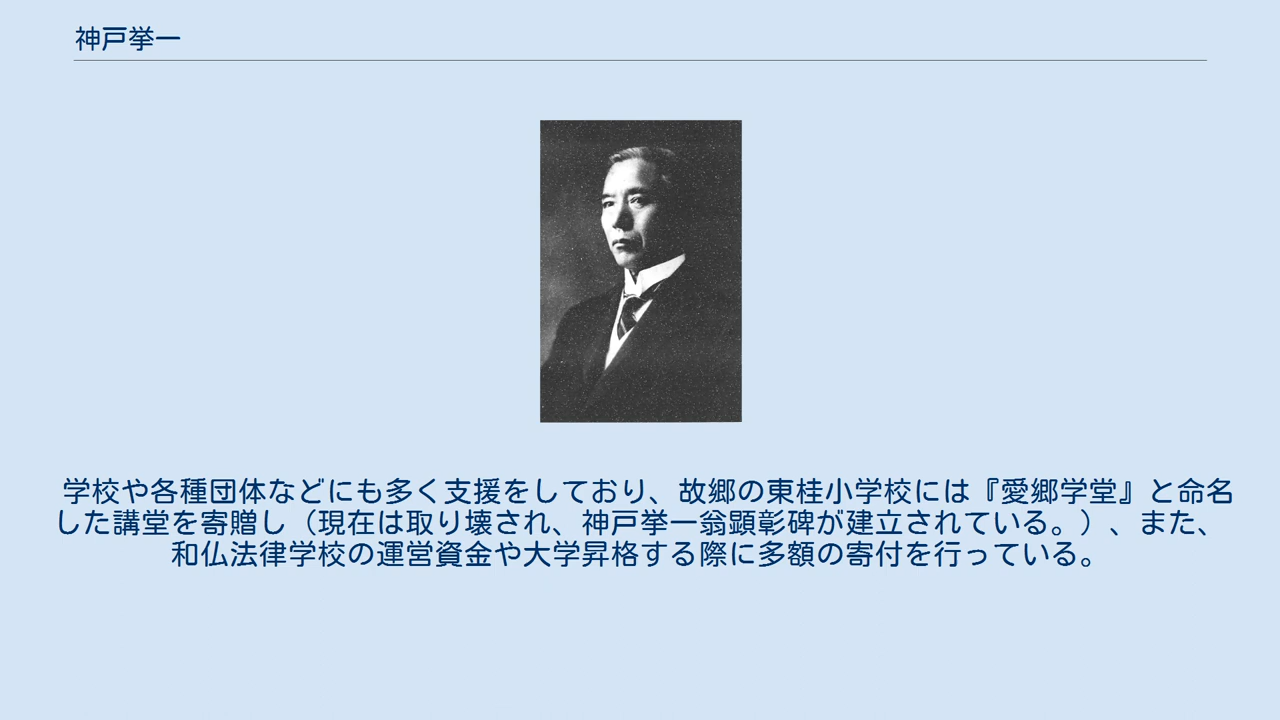 神戸挙一
学校や各種団体などにも多く支援をしており、故郷の東桂小学校には『愛郷学堂』と命名
した講堂を寄贈し（現在は取り壊され、神戸挙一翁顕彰碑が建立されている。）、また、
和仏法律学校の運営資金や大学昇格する際に多額の寄付を行っている。